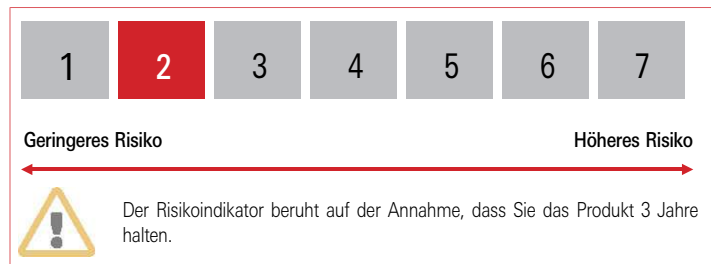 1 2 3 4 5 6 7
Geringeres Risiko Höheres Risiko
Der Risikoindikator beruht auf der Annahme, dass Sie das Produkt 3 Jahre
halten.